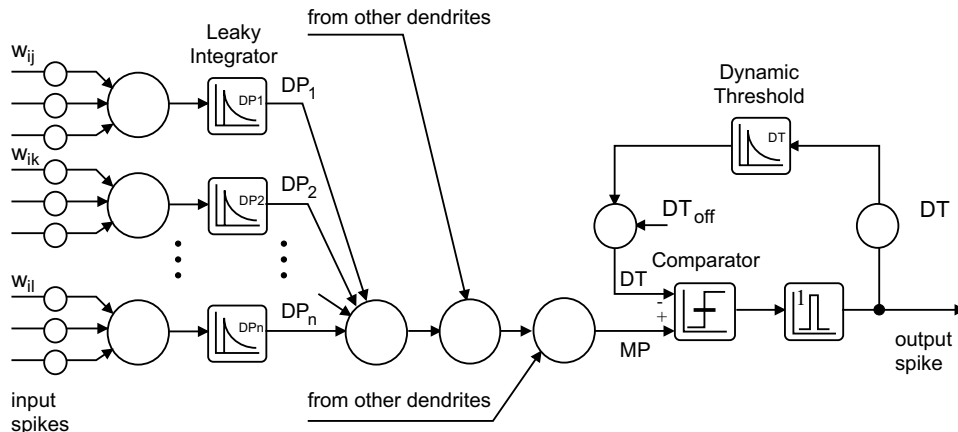 from other dendrites
Leaky
Integrator
w_ij
DP1
DP_1
w_ik
DP2
DP_2
w_il
DPn
DP_n
input
spikes
from other dendrites
Dynamic
Threshold
DT
DT_off
DT
DT
Comparator
-
+
MP
1
output
spike